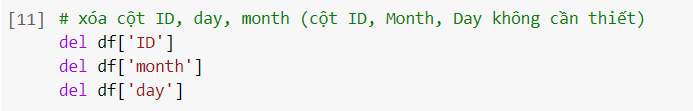 [11] # xóa cột ID, day, month (cột ID, Month, Day không cần thiết)
del df['ID']
del df['month']
del df['day']